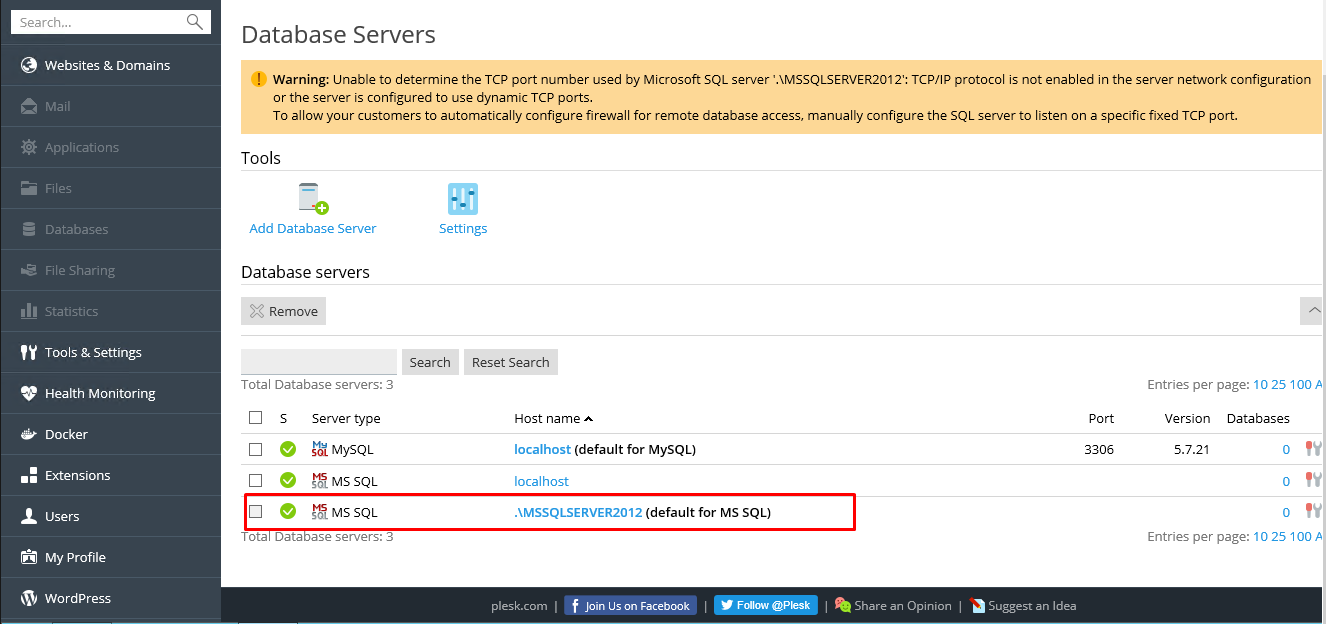 Search...
Websites & Domains
Mail
Applications
Files
Databases
File Sharing
Statistics
Tools & Settings
Health Monitoring
Docker
Extensions
Users
My Profile
WordPress
Database Servers
Warning: Unable to determine the TCP port number used by Microsoft SQL server '.\MSSQLSERVER2012': TCP/IP protocol is not enabled in the server network configuration
or the server is configured to use dynamic TCP ports.
To allow your customers to automatically configure firewall for remote database access, manually configure the SQL server to listen on a specific fixed TCP port.
Tools
Add Database Server Settings
Database servers
Remove
Search Reset Search
Total Database servers: 3 Entries per page: 10 25 100 A
S Server type Host name Port Version Databases
My SQL MySQL localhost (default for MySQL) 3306 5.7.21 0
MS SQL MS SQL localhost 0
MS SQL MS SQL .\MSSQLSERVER2012 (default for MS SQL) 0
Total Database servers: 3 Entries per page: 10 25 100 A
plesk.com | f Join Us on Facebook | Follow @Plesk | Share an Opinion | Suggest an Idea